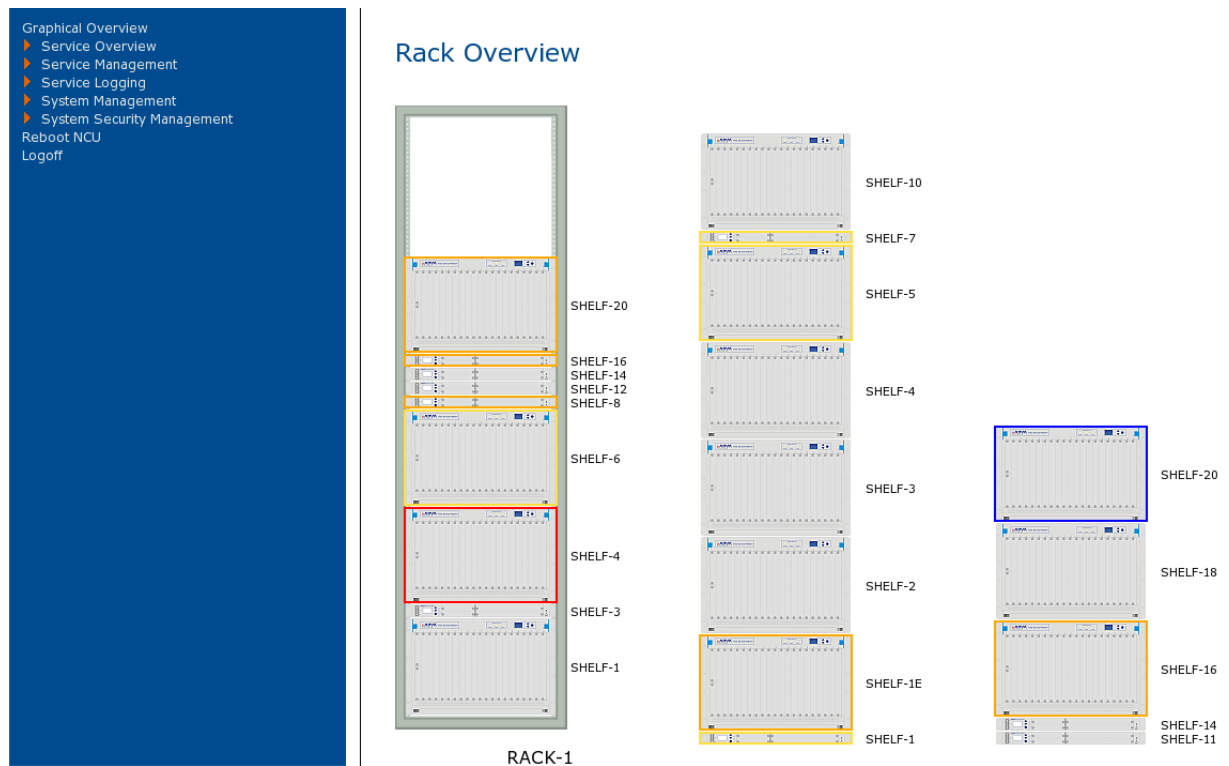 Graphical Overview
Service Overview
Service Management
Service Logging
System Management
System Security Management
Reboot NCU
Logoff
Rack Overview
SHELF-20
SHELF-16
SHELF-14
SHELF-12
SHELF-8
SHELF-6
SHELF-4
SHELF-3
SHELF-1
RACK-1
SHELF-10
SHELF-7
SHELF-5
SHELF-4
SHELF-3
SHELF-2
SHELF-1E
SHELF-1
SHELF-20
SHELF-18
SHELF-16
SHELF-14
SHELF-11